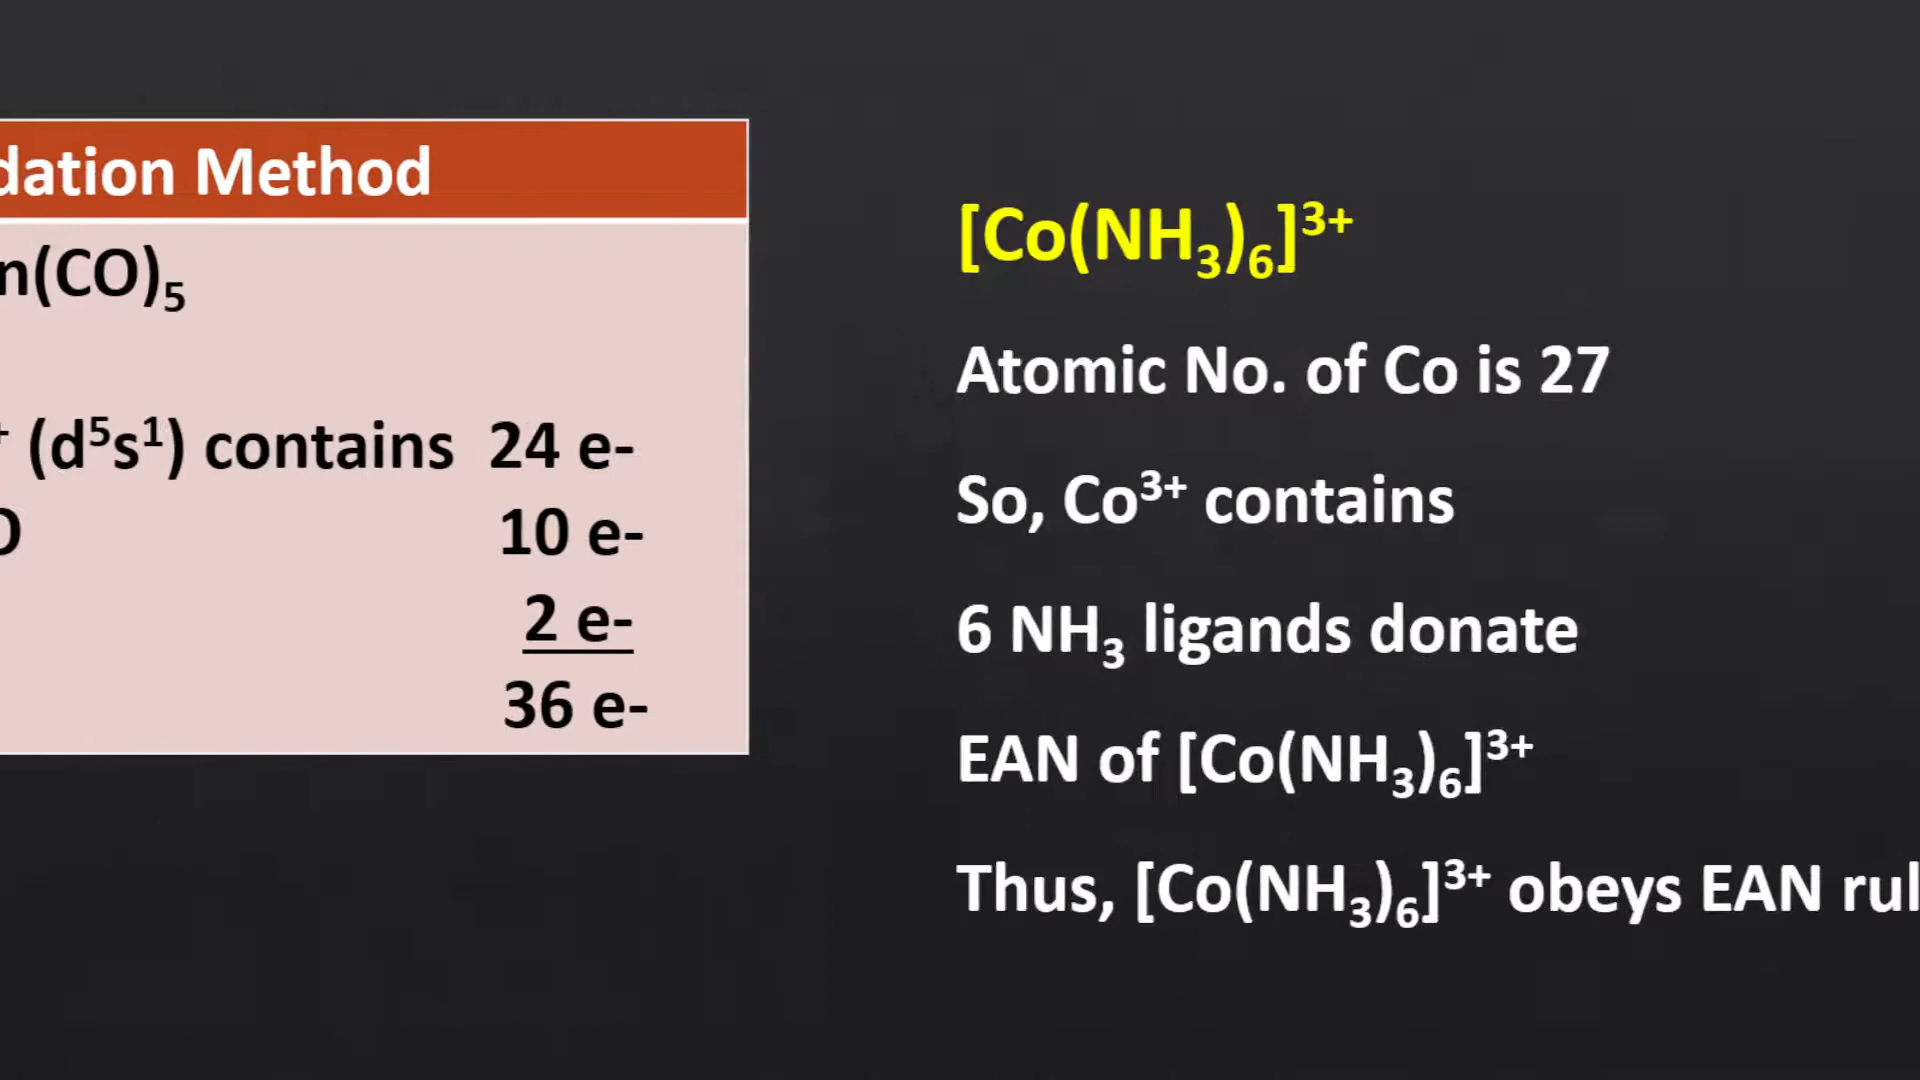 dation Method
n(CO)₅
⁺ (d⁵s¹) contains 24 e-
O 10 e-
2 e-
36 e-
[Co(NH₃)₆]³⁺
Atomic No. of Co is 27
So, Co³⁺ contains
6 NH₃ ligands donate
EAN of [Co(NH₃)₆]³⁺
Thus, [Co(NH₃)₆]³⁺ obeys EAN rul